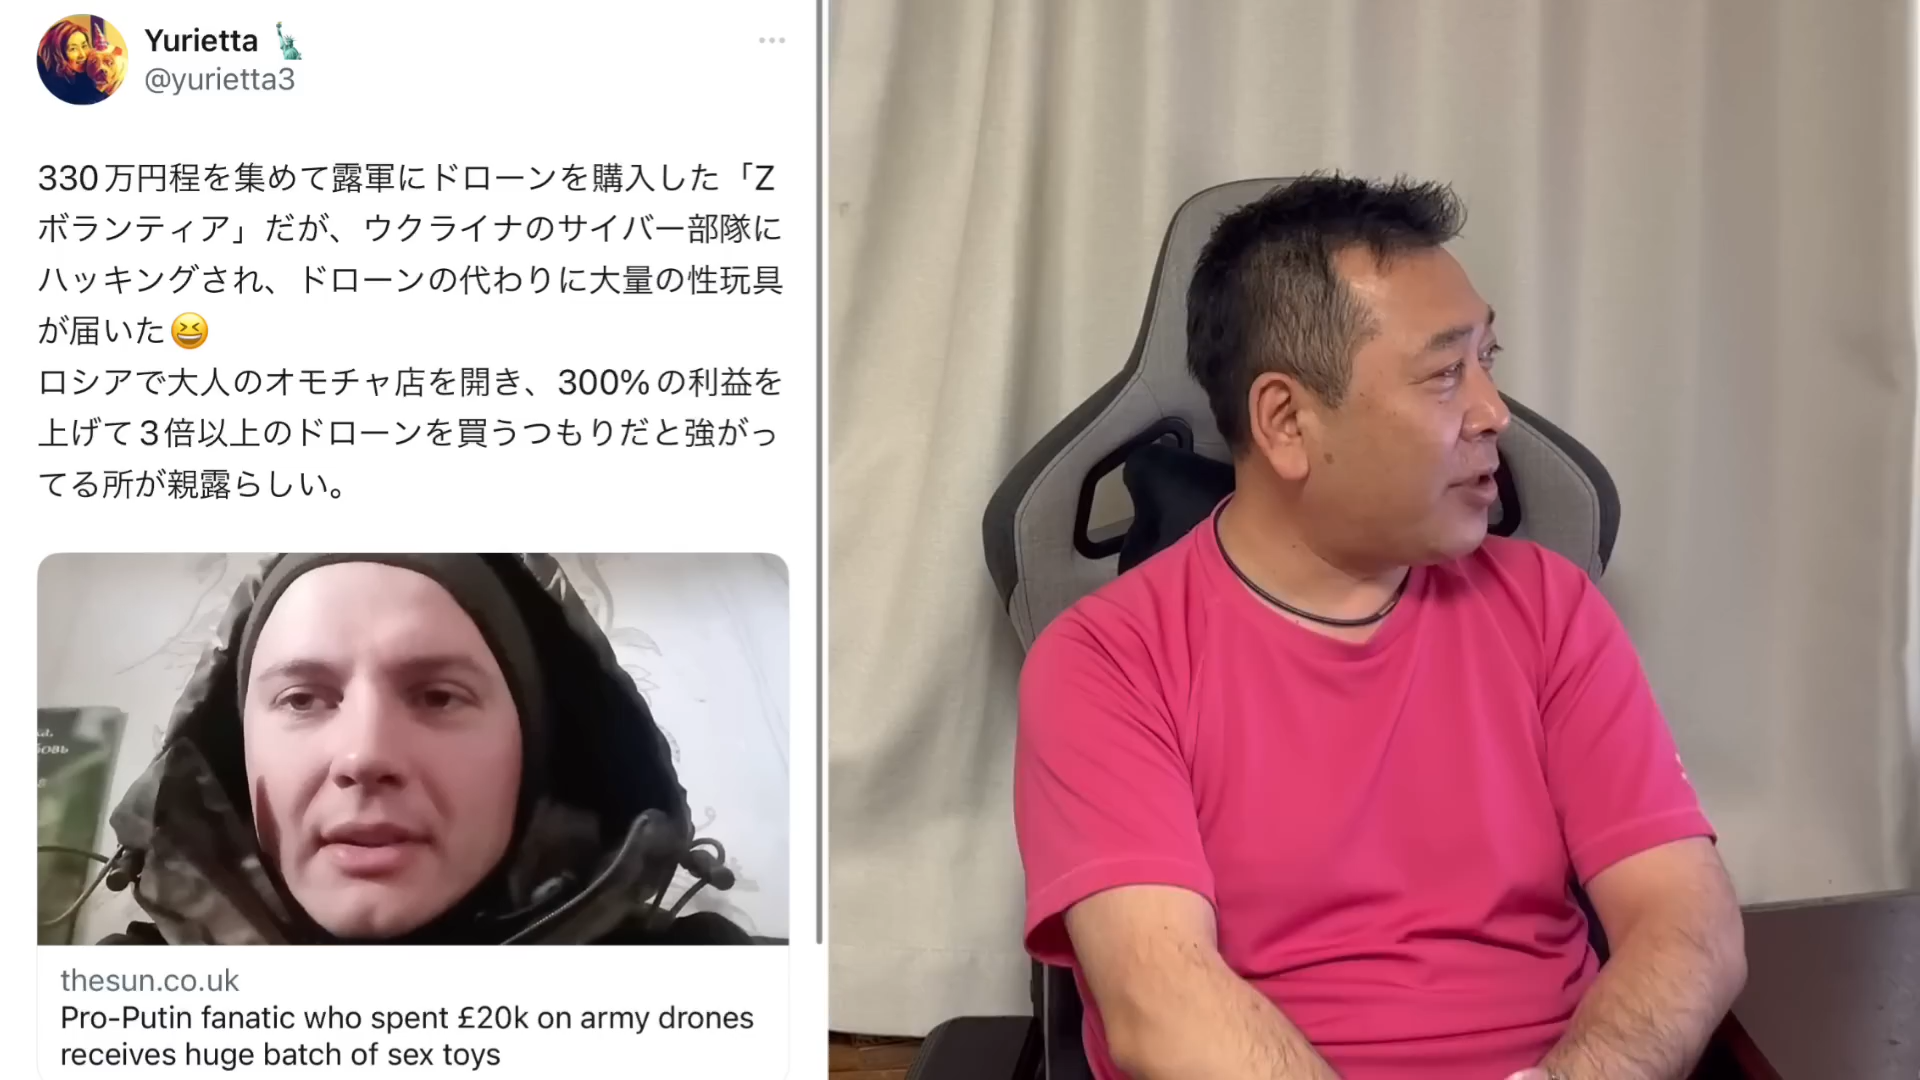 Yurietta
@yurietta3
330万円程を集めて露軍にドローンを購入した「Z
ボランティア」だが、ウクライナのサイバー部隊に
ハッキングされ、ドローンの代わりに大量の性玩具
が届いた😆
ロシアで大人のオモチャ店を開き、300%の利益を
上げて3倍以上のドローンを買うつもりだと強がっ
てる所が親露らしい。
thesun.co.uk
Pro-Putin fanatic who spent £20k on army drones
receives huge batch of sex toys